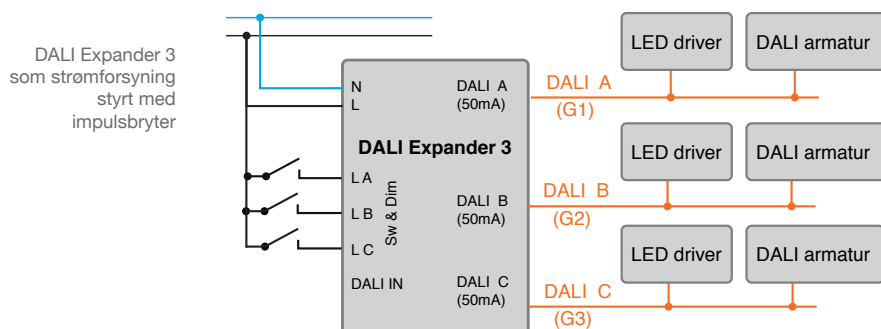 DALI Expander 3
som strømforsyning
styrt med
impulsbryter
N
L
DALI A
(50mA)
DALI Expander 3
L A
L B
L C
Sw & Dim
DALI B
(50mA)
DALI IN
DALI C
(50mA)
DALI A
(G1)
LED driver
DALI armatur
DALI B
(G2)
LED driver
DALI armatur
DALI C
(G3)
LED driver
DALI armatur